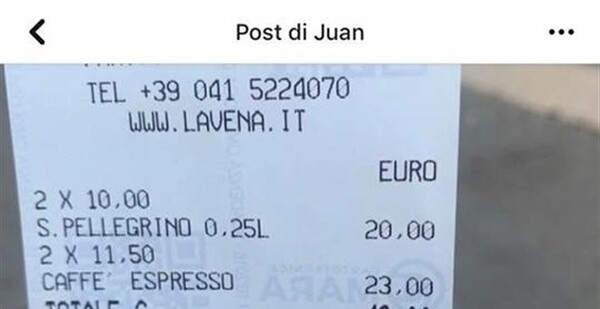 Post di Juan
TEL +39 041 5224070
WWW.LAVENA.IT
EURO
2 X 10,00
S.PELLEGRINO 0,25L 20,00
2 X 11,50
CAFFE' ESPRESSO 23,00
TOTALE